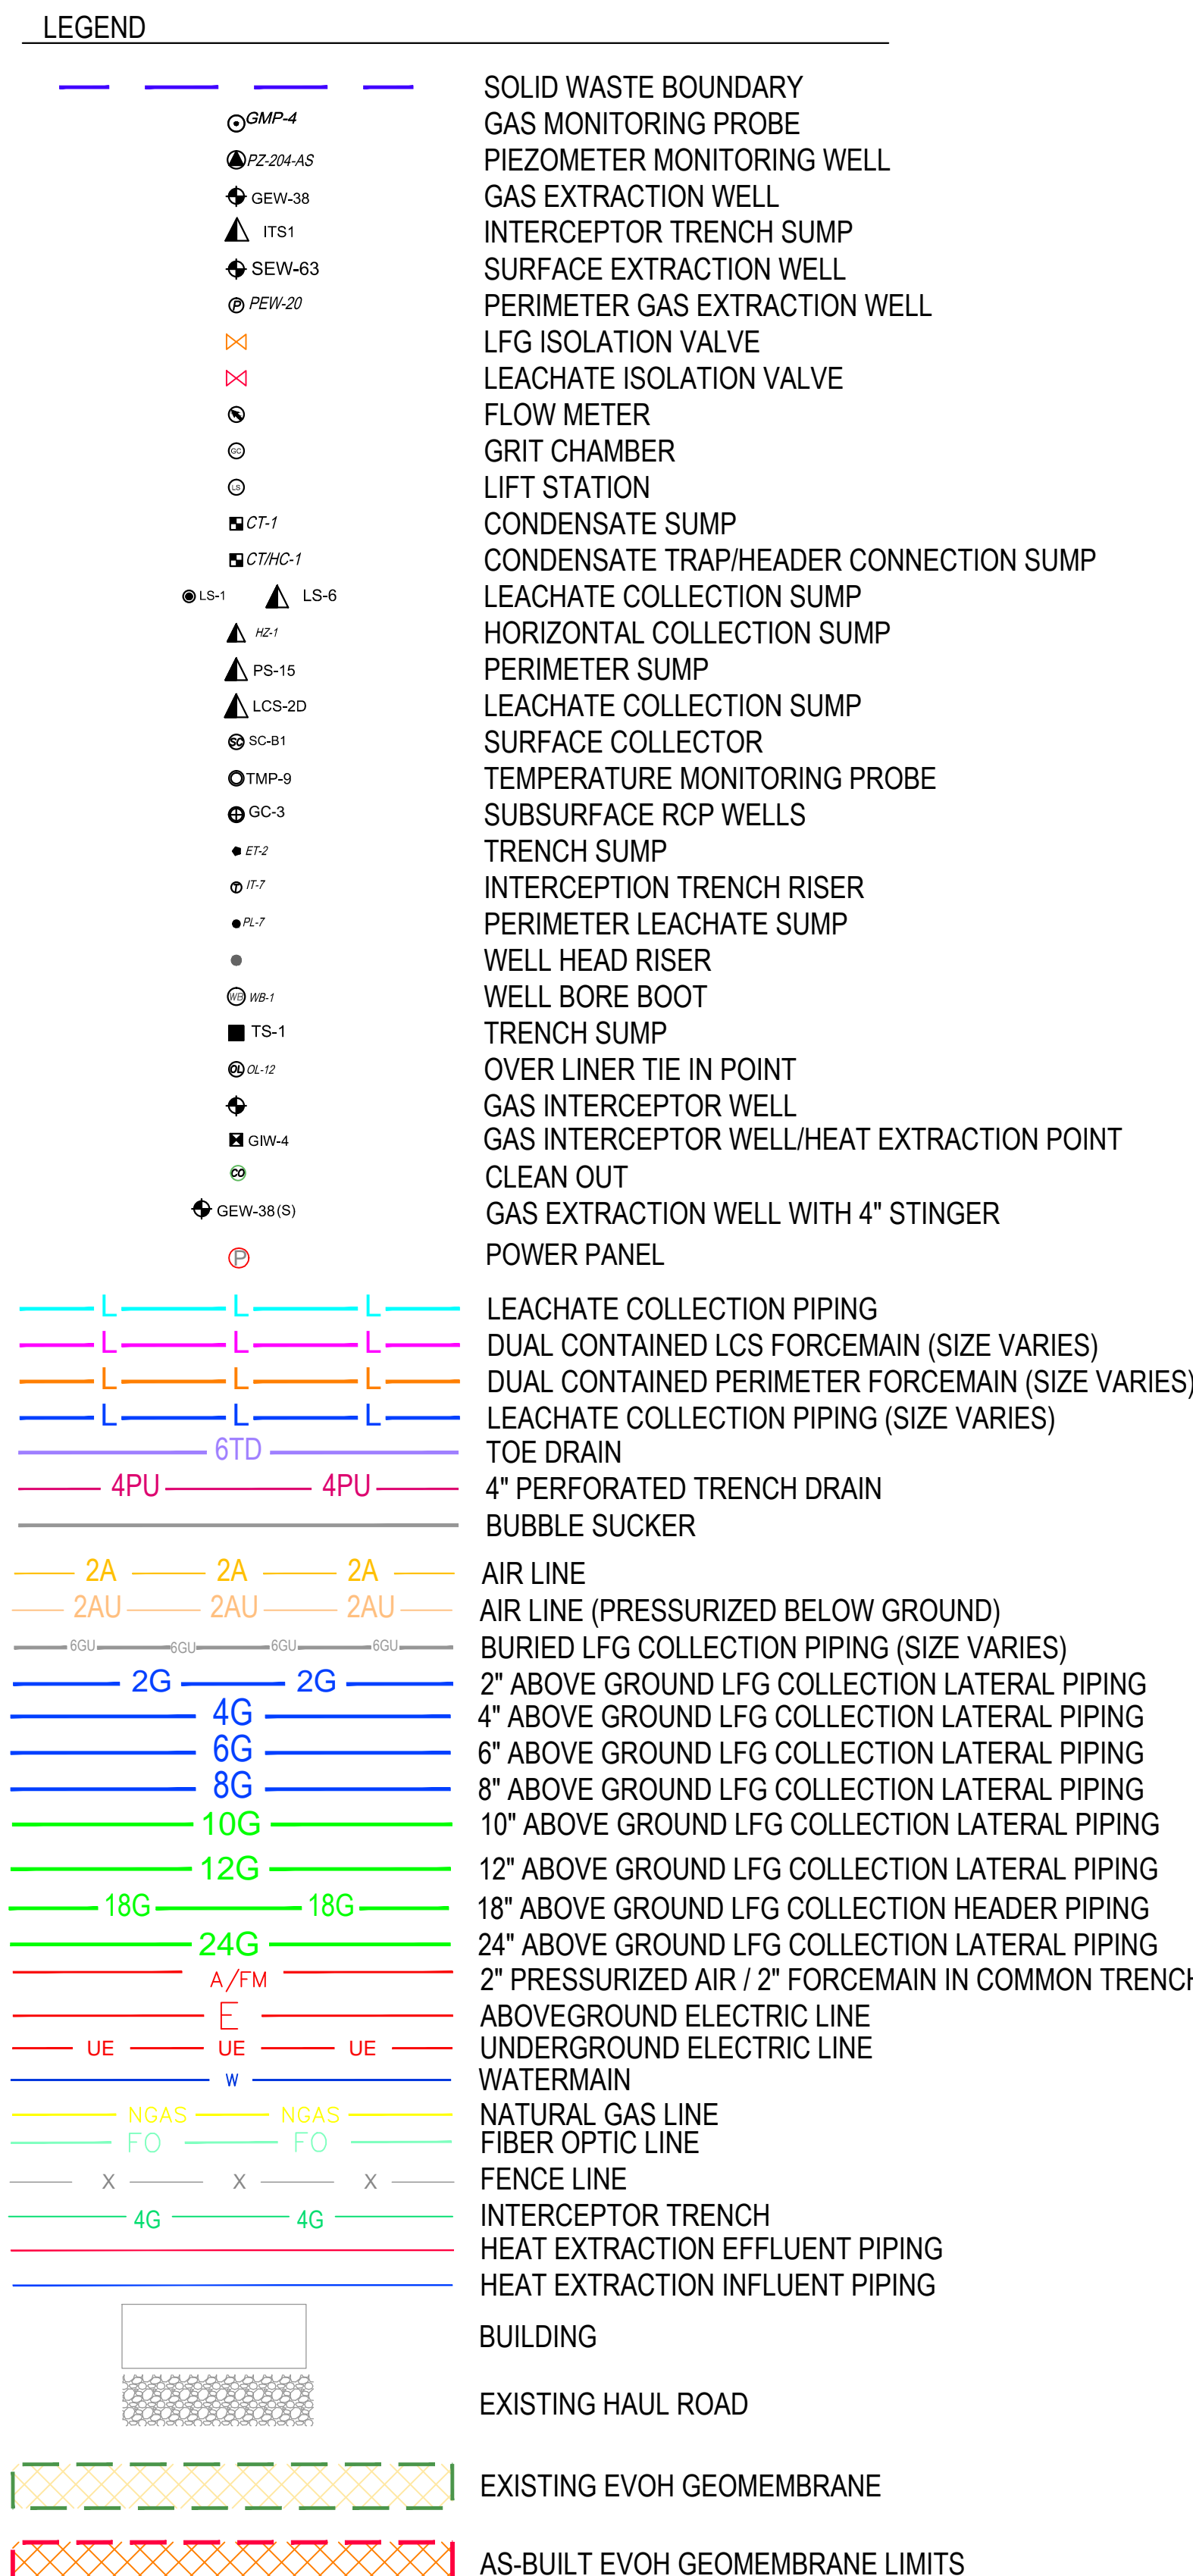 LEGEND
SOLID WASTE BOUNDARY
GMP-4 GAS MONITORING PROBE
PZ-204-AS PIEZOMETER MONITORING WELL
GEW-38 GAS EXTRACTION WELL
ITS1 INTERCEPTOR TRENCH SUMP
SEW-63 SURFACE EXTRACTION WELL
P PEW-20 PERIMETER GAS EXTRACTION WELL
LFG ISOLATION VALVE
LEACHATE ISOLATION VALVE
FLOW METER
GC GRIT CHAMBER
LS LIFT STATION
CT-1 CONDENSATE SUMP
CT/HC-1 CONDENSATE TRAP/HEADER CONNECTION SUMP
LS-1 LS-6 LEACHATE COLLECTION SUMP
HZ-1 HORIZONTAL COLLECTION SUMP
PS-15 PERIMETER SUMP
LCS-2D LEACHATE COLLECTION SUMP
SC SC-B1 SURFACE COLLECTOR
TMP-9 TEMPERATURE MONITORING PROBE
GC-3 SUBSURFACE RCP WELLS
ET-2 TRENCH SUMP
T IT-7 INTERCEPTION TRENCH RISER
PL-7 PERIMETER LEACHATE SUMP
WELL HEAD RISER
WB WB-1 WELL BORE BOOT
TS-1 TRENCH SUMP
OL OL-12 OVER LINER TIE IN POINT
GAS INTERCEPTOR WELL
GIW-4 GAS INTERCEPTOR WELL/HEAT EXTRACTION POINT
CO CLEAN OUT
GEW-38(S) GAS EXTRACTION WELL WITH 4" STINGER
P POWER PANEL
L L L LEACHATE COLLECTION PIPING
L L L DUAL CONTAINED LCS FORCEMAIN (SIZE VARIES)
L L L DUAL CONTAINED PERIMETER FORCEMAIN (SIZE VARIES)
L L L LEACHATE COLLECTION PIPING (SIZE VARIES)
6TD TOE DRAIN
4PU 4PU 4" PERFORATED TRENCH DRAIN
BUBBLE SUCKER
2A 2A 2A AIR LINE
2AU 2AU 2AU AIR LINE (PRESSURIZED BELOW GROUND)
6GU 6GU 6GU 6GU BURIED LFG COLLECTION PIPING (SIZE VARIES)
2G 2G 2" ABOVE GROUND LFG COLLECTION LATERAL PIPING
4G 4" ABOVE GROUND LFG COLLECTION LATERAL PIPING
6G 6" ABOVE GROUND LFG COLLECTION LATERAL PIPING
8G 8" ABOVE GROUND LFG COLLECTION LATERAL PIPING
10G 10" ABOVE GROUND LFG COLLECTION LATERAL PIPING
12G 12" ABOVE GROUND LFG COLLECTION LATERAL PIPING
18G 18G 18" ABOVE GROUND LFG COLLECTION HEADER PIPING
24G 24" ABOVE GROUND LFG COLLECTION LATERAL PIPING
A/FM 2" PRESSURIZED AIR / 2" FORCEMAIN IN COMMON TRENCH
E ABOVEGROUND ELECTRIC LINE
UE UE UE UNDERGROUND ELECTRIC LINE
W WATERMAIN
NGAS NGAS NATURAL GAS LINE
FO FO FIBER OPTIC LINE
X X X FENCE LINE
4G 4G INTERCEPTOR TRENCH
HEAT EXTRACTION EFFLUENT PIPING
HEAT EXTRACTION INFLUENT PIPING
BUILDING
EXISTING HAUL ROAD
EXISTING EVOH GEOMEMBRANE
AS-BUILT EVOH GEOMEMBRANE LIMITS